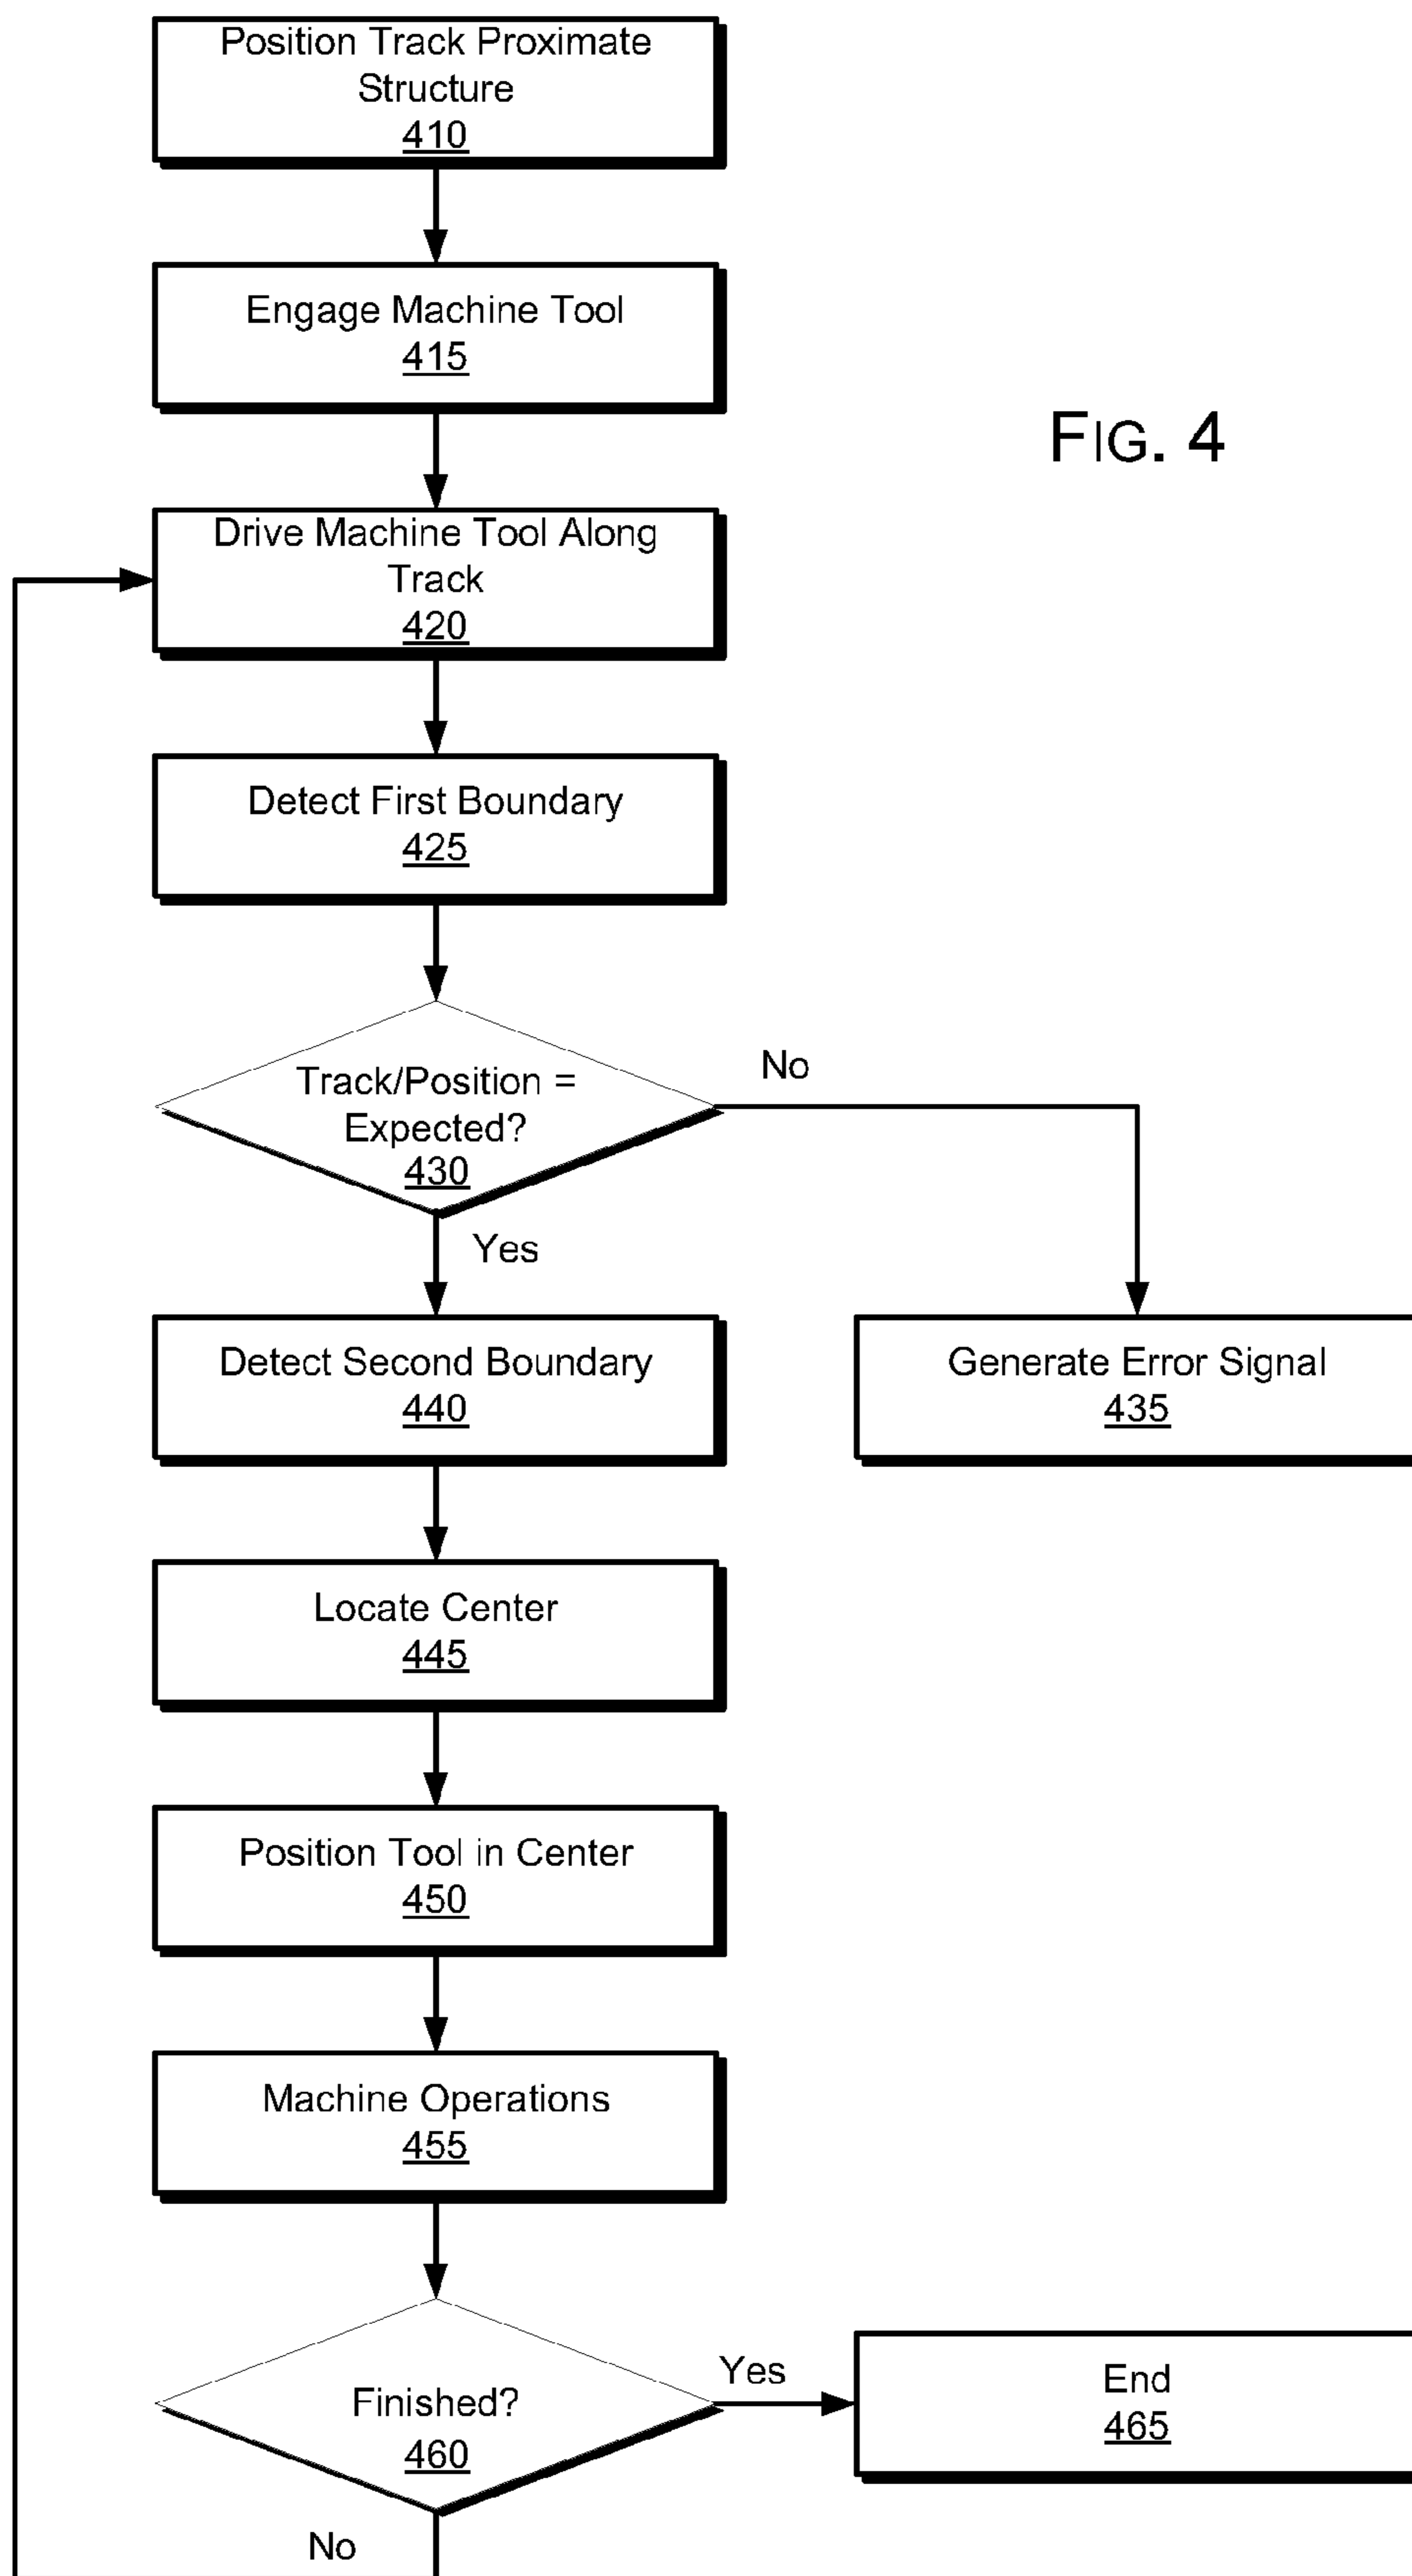 Position Track Proximate
Structure
410
Engage Machine Tool
415
FIG. 4
Drive Machine Tool Along
Track
420
Detect First Boundary
425
Track/Position =
Expected?
430
No
Yes
Detect Second Boundary
440
Generate Error Signal
435
Locate Center
445
Position Tool in Center
450
Machine Operations
455
Finished?
460
Yes
End
465
No